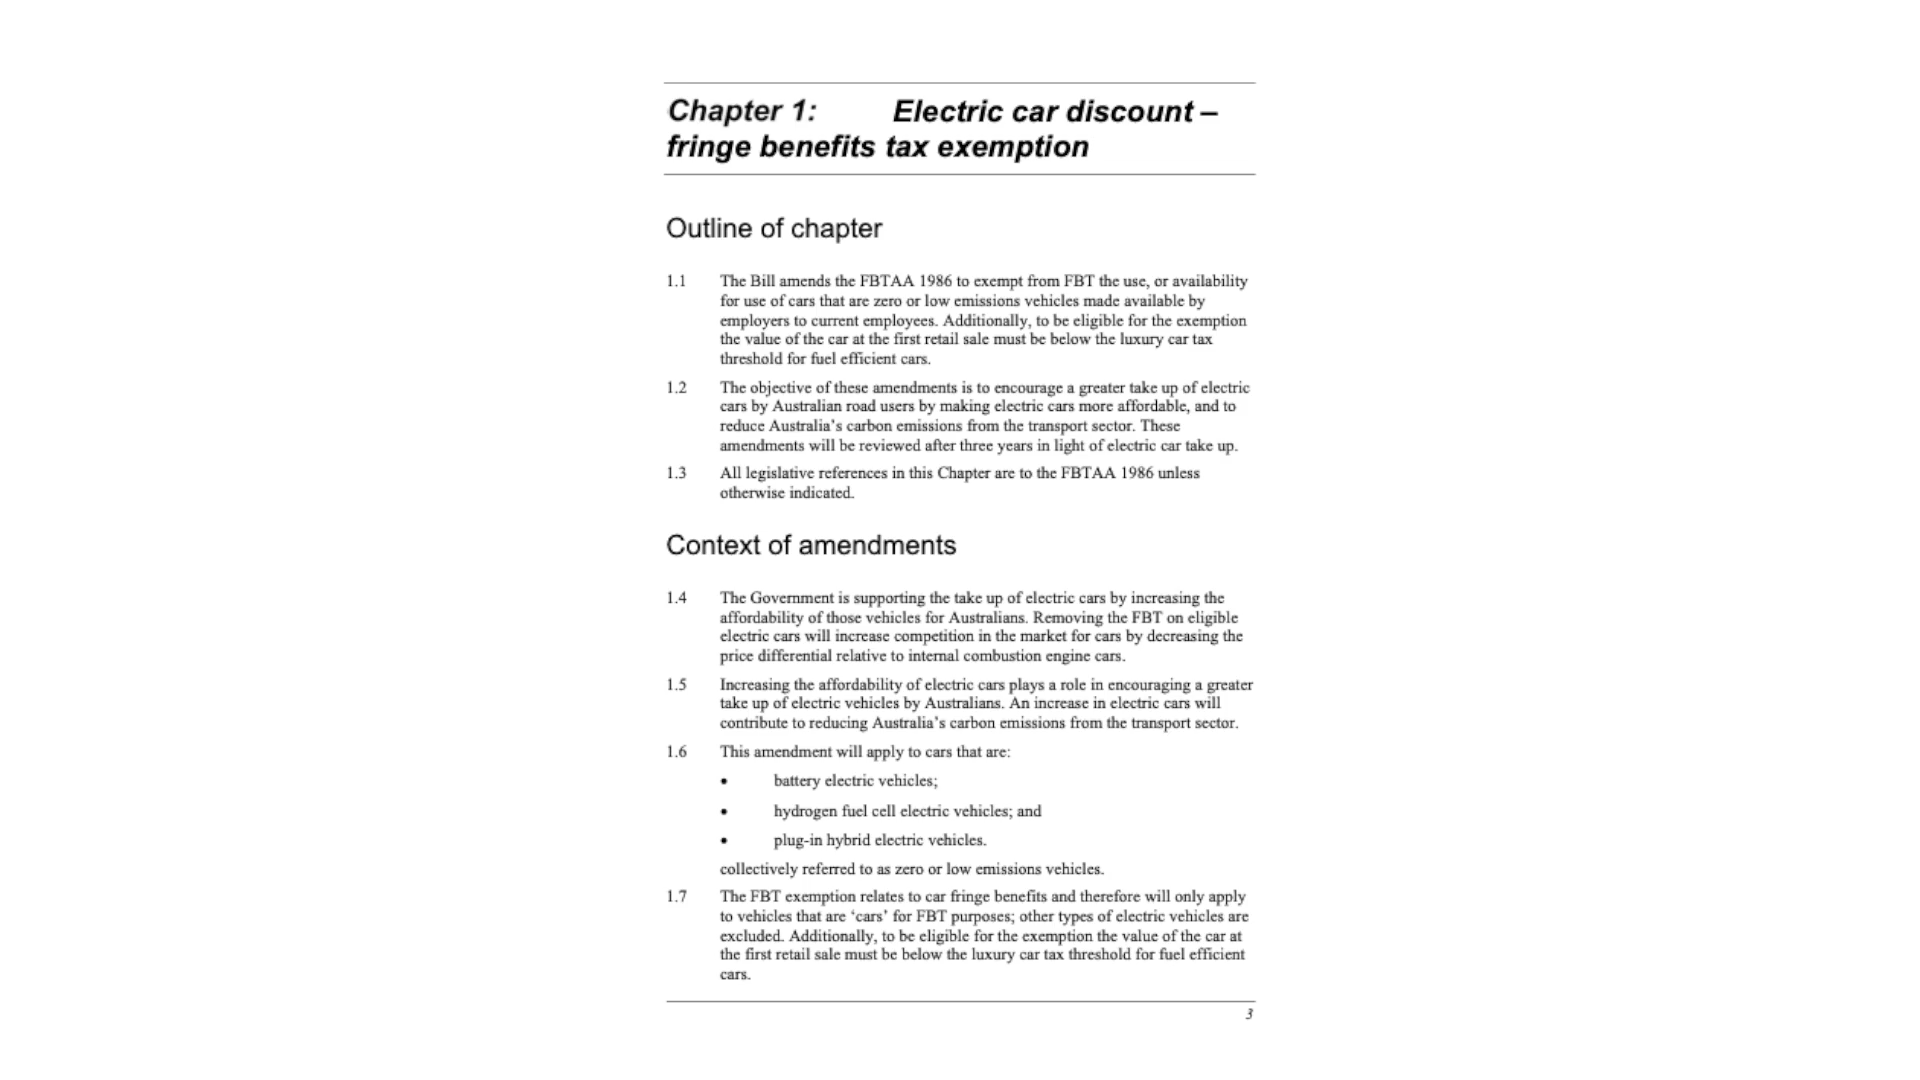 Chapter 1: Electric car discount –
fringe benefits tax exemption
Outline of chapter
1.1 The Bill amends the FBTAA 1986 to exempt from FBT the use, or availability
for use of cars that are zero or low emissions vehicles made available by
employers to current employees. Additionally, to be eligible for the exemption
the value of the car at the first retail sale must be below the luxury car tax
threshold for fuel efficient cars.
1.2 The objective of these amendments is to encourage a greater take up of electric
cars by Australian road users by making electric cars more affordable, and to
reduce Australia’s carbon emissions from the transport sector. These
amendments will be reviewed after three years in light of electric car take up.
1.3 All legislative references in this Chapter are to the FBTAA 1986 unless
otherwise indicated.
Context of amendments
1.4 The Government is supporting the take up of electric cars by increasing the
affordability of those vehicles for Australians. Removing the FBT on eligible
electric cars will increase competition in the market for cars by decreasing the
price differential relative to internal combustion engine cars.
1.5 Increasing the affordability of electric cars plays a role in encouraging a greater
take up of electric vehicles by Australians. An increase in electric cars will
contribute to reducing Australia’s carbon emissions from the transport sector.
1.6 This amendment will apply to cars that are:
• battery electric vehicles;
• hydrogen fuel cell electric vehicles; and
• plug-in hybrid electric vehicles.
collectively referred to as zero or low emissions vehicles.
1.7 The FBT exemption relates to car fringe benefits and therefore will only apply
to vehicles that are ‘cars’ for FBT purposes; other types of electric vehicles are
excluded. Additionally, to be eligible for the exemption the value of the car at
the first retail sale must be below the luxury car tax threshold for fuel efficient
cars.
3